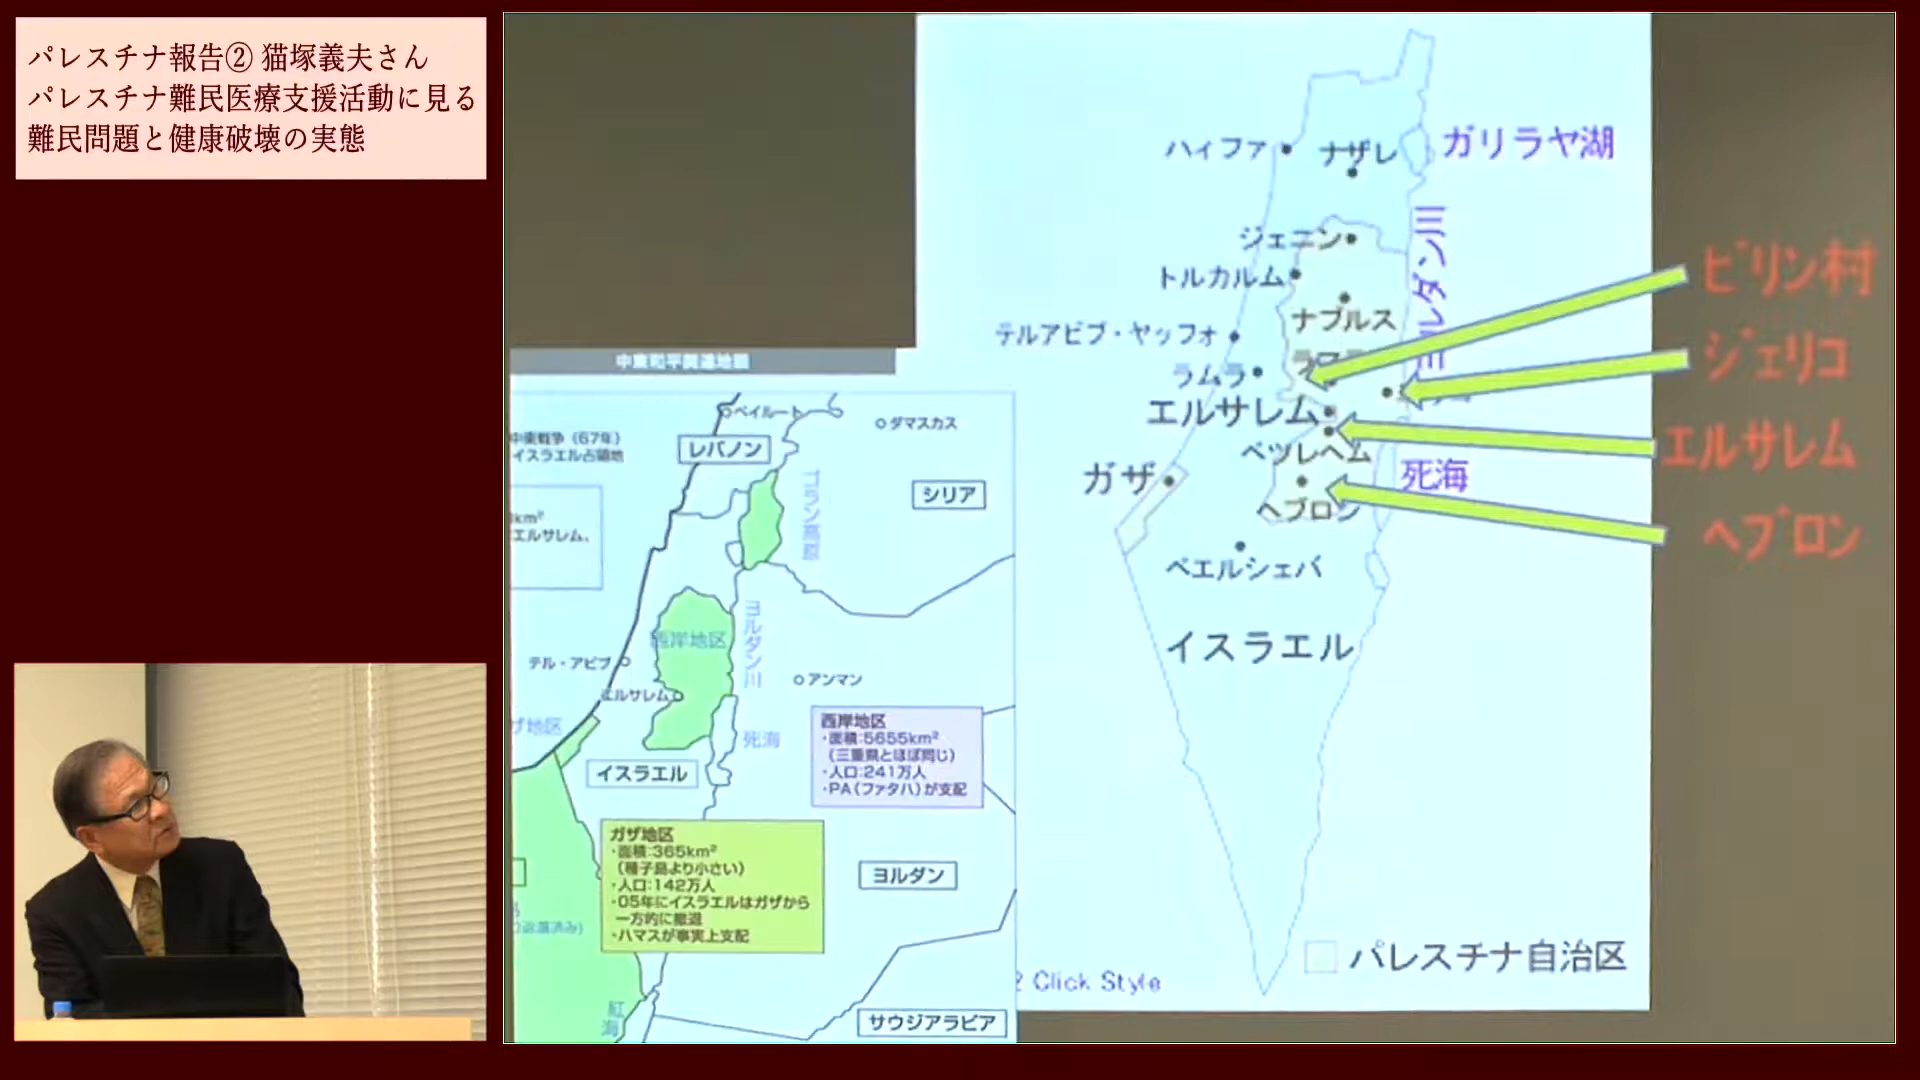 パレスチナ報告② 猫塚義夫さん
パレスチナ難民医療支援活動に見る
難民問題と健康破壊の実態
ハイファ
ナザレ
ガリラヤ湖
ジェニン
トルカルム
ナブルス
ヨルダン川
テルアビブ・ヤッフォ
ラムラ
エルサレム
ベツレヘム
ガザ
死海
ヘブロン
ベエルシェバ
イスラエル
パレスチナ自治区
2 Click Style
ビリン村
ジェリコ
エルサレム
ヘブロン
中東和平関連地図
中東戦争（67年）
イスラエル占領地
km²
エルサレム、
ベイルート
ダマスカス
レバノン
シリア
ゴラン高原
西岸地区
ヨルダン川
テル・アビブ
エルサレム
アンマン
ザ地区
死海
イスラエル
西岸地区
・面積:5655km²
（三重県とほぼ同じ）
・人口:241万人
・PA（ファタハ）が支配
ガザ地区
・面積:365km²
（種子島より小さい）
・人口:142万人
・05年にイスラエルはガザから
一方的に撤退
・ハマスが事実上支配
ヨルダン
返還済み)
紅海
サウジアラビア